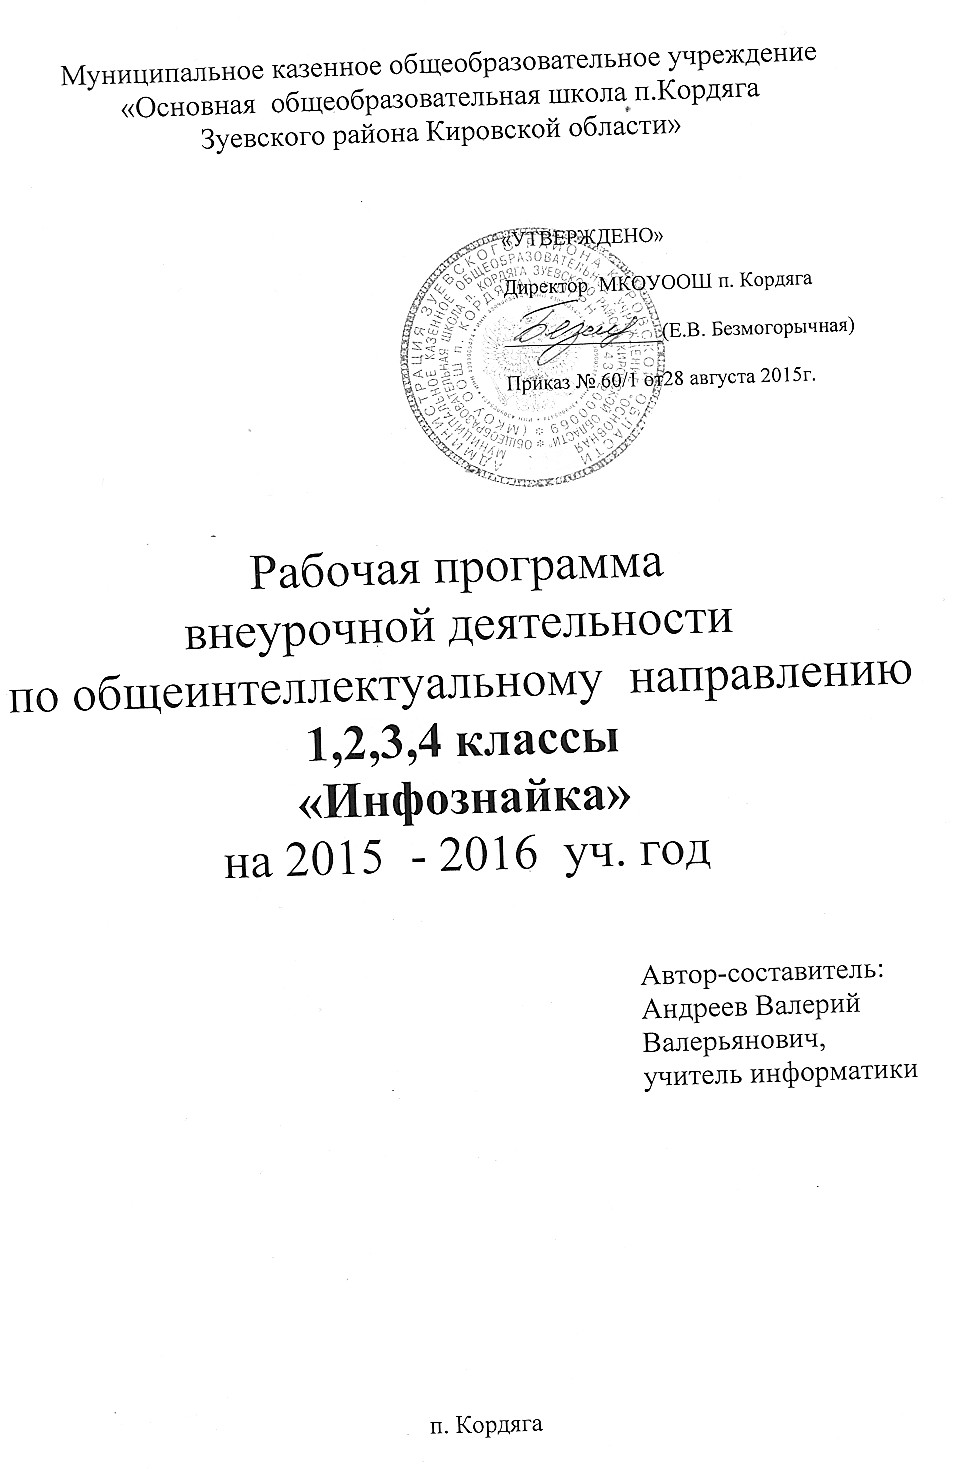 Муниципальное казенное общеобразовательное учреждение
«Основная общеобразовательная школа п.Кордяга
Зуевского района Кировской области»
«УТВЕРЖДЕНО»
Директор МКОУООШ п. Кордяга
(Е.В. Безмогорычная)
Приказ № 60/1 от28 августа 2015г.
Рабочая программа
внеурочной деятельности
по общеинтеллектуальному направлению
1,2,3,4 классы
«Инфознайка»
на 2015 - 2016 уч. год
Автор-составитель:
Андреев Валерий
Валерьянович,
учитель информатики
п. Кордяга